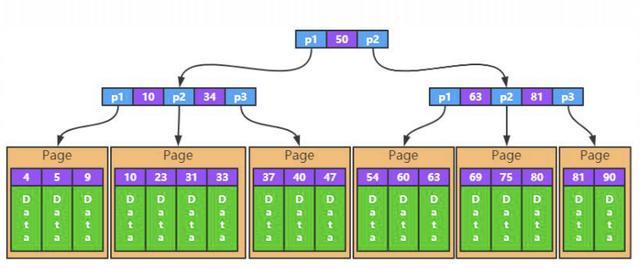 p1 50 p2
p1 10 p2 34 p3
p1 63 p2 81 p3
Page
4 5 9
Data Data Data
Page
10 23 31 33
Data Data Data Data
Page
37 40 47
Data Data Data
Page
54 60 63
Data Data Data
Page
69 75 80
Data Data Data
Page
81 90
Data Data